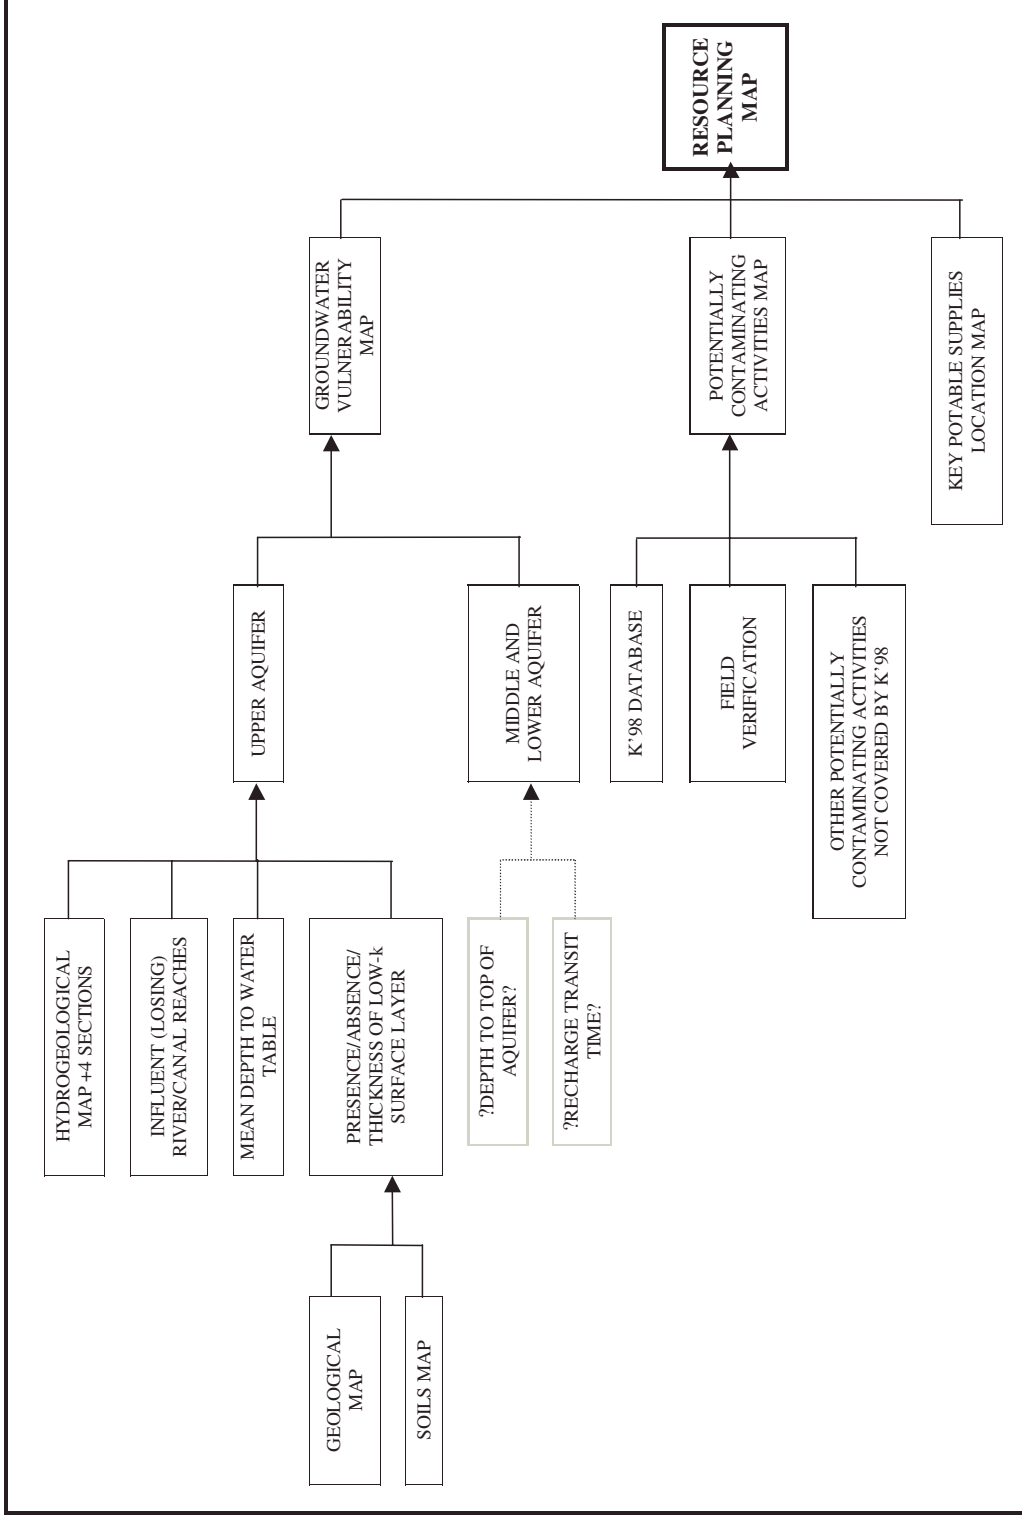 GEOLOGICAL
MAP
SOILS MAP
HYDROGEOLOGICAL
MAP +4 SECTIONS
INFLUENT (LOSING)
RIVER/CANAL REACHES
MEAN DEPTH TO WATER
TABLE
PRESENCE/ABSENCE/
THICKNESS OF LOW-k
SURFACE LAYER
?DEPTH TO TOP OF
AQUIFER?
?RECHARGE TRANSIT
TIME?
UPPER AQUIFER
MIDDLE AND
LOWER AQUIFER
K’98 DATABASE
FIELD
VERIFICATION
OTHER POTENTIALLY
CONTAMINATING ACTIVITIES
NOT COVERED BY K’98
GROUNDWATER
VULNERABILITY
MAP
POTENTIALLY
CONTAMINATING
ACTIVITIES MAP
KEY POTABLE SUPPLIES
LOCATION MAP
RESOURCE
PLANNING
MAP